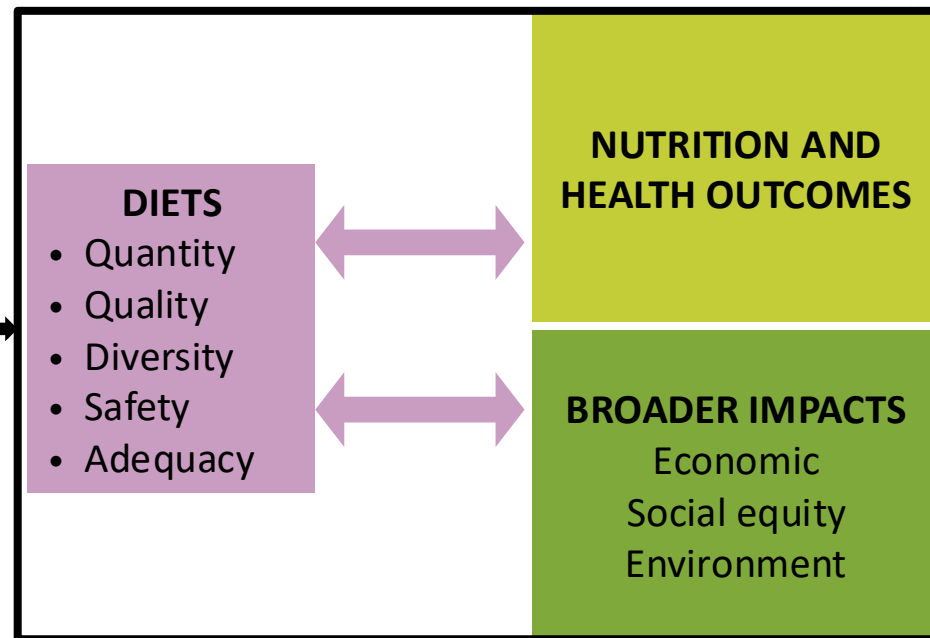 DIETS
• Quantity
• Quality
• Diversity
• Safety
• Adequacy
NUTRITION AND
HEALTH OUTCOMES
BROADER IMPACTS
Economic
Social equity
Environment